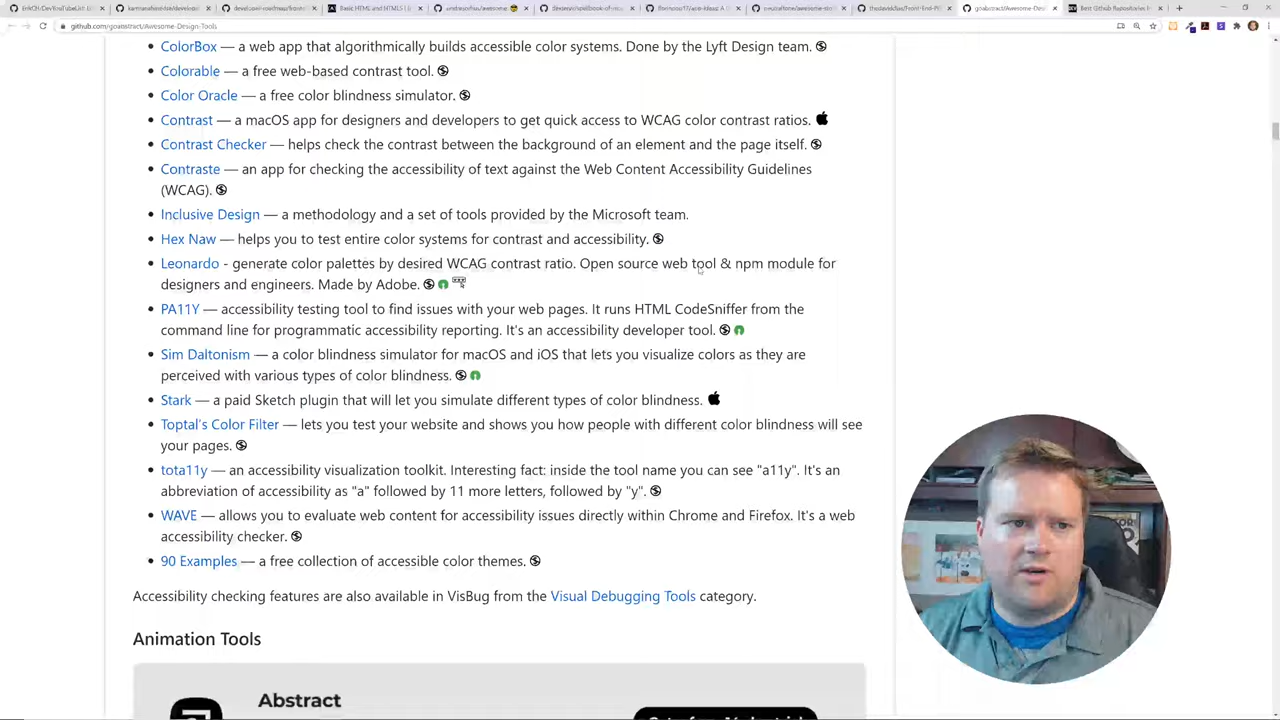 github.com/goabstract/Awesome-Design-Tools
ColorBox — a web app that algorithmically builds accessible color systems. Done by the Lyft Design team.
Colorable — a free web-based contrast tool.
Color Oracle — a free color blindness simulator.
Contrast — a macOS app for designers and developers to get quick access to WCAG color contrast ratios.
Contrast Checker — helps check the contrast between the background of an element and the page itself.
Contraste — an app for checking the accessibility of text against the Web Content Accessibility Guidelines
(WCAG).
Inclusive Design — a methodology and a set of tools provided by the Microsoft team.
Hex Naw — helps you to test entire color systems for contrast and accessibility.
Leonardo - generate color palettes by desired WCAG contrast ratio. Open source web tool & npm module for
designers and engineers. Made by Adobe.
PA11Y — accessibility testing tool to find issues with your web pages. It runs HTML CodeSniffer from the
command line for programmatic accessibility reporting. It's an accessibility developer tool.
Sim Daltonism — a color blindness simulator for macOS and iOS that lets you visualize colors as they are
perceived with various types of color blindness.
Stark — a paid Sketch plugin that will let you simulate different types of color blindness.
Toptal's Color Filter — lets you test your website and shows you how people with different color blindness will see
your pages.
tota11y — an accessibility visualization toolkit. Interesting fact: inside the tool name you can see "a11y". It's an
abbreviation of accessibility as "a" followed by 11 more letters, followed by "y".
WAVE — allows you to evaluate web content for accessibility issues directly within Chrome and Firefox. It's a web
accessibility checker.
90 Examples — a free collection of accessible color themes.
Accessibility checking features are also available in VisBug from the Visual Debugging Tools category.
Animation Tools
Abstract